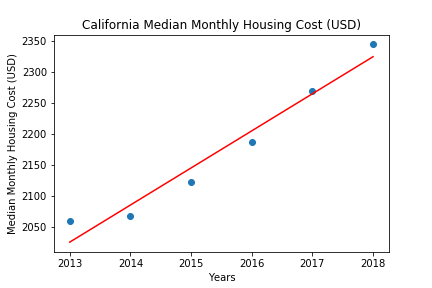 California Median Monthly Housing Cost (USD)
Median Monthly Housing Cost (USD)
2350
2300
2250
2200
2150
2100
2050
2013 2014 2015 2016 2017 2018
Years